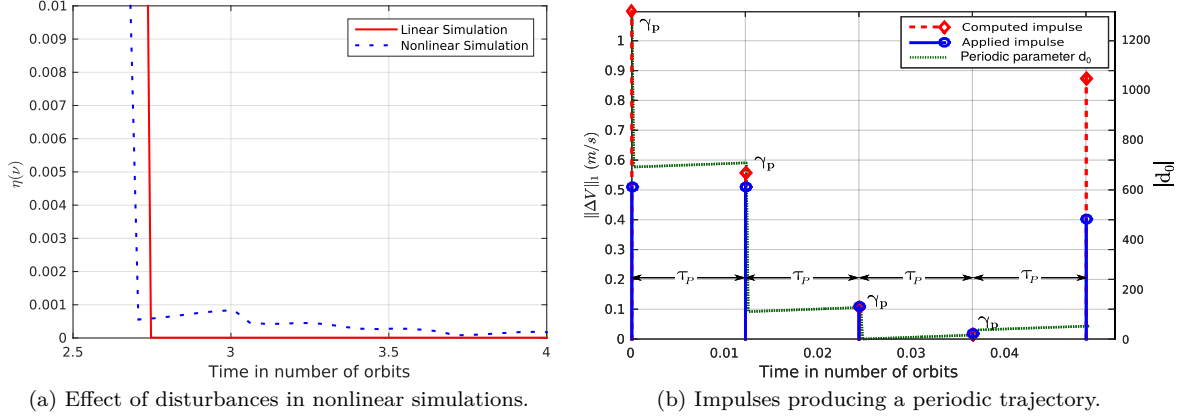 0.01
0.009
0.008
0.007
0.006
0.005
0.004
0.003
0.002
0.001
0
η(ν)
2.5 3 3.5 4
Time in number of orbits
Linear Simulation
Nonlinear Simulation
(a) Effect of disturbances in nonlinear simulations.
1
0.9
0.8
0.7
0.6
0.5
0.4
0.3
0.2
0.1
0
‖ΔV‖₁ (m/s)
0 0.01 0.02 0.03 0.04
Time in number of orbits
1200
1000
800
600
400
200
0
|d₀|
Computed impulse
Applied impulse
Periodic parameter d₀
γₚ
γₚ
γₚ
γₚ
τ_P τ_P τ_P τ_P
(b) Impulses producing a periodic trajectory.